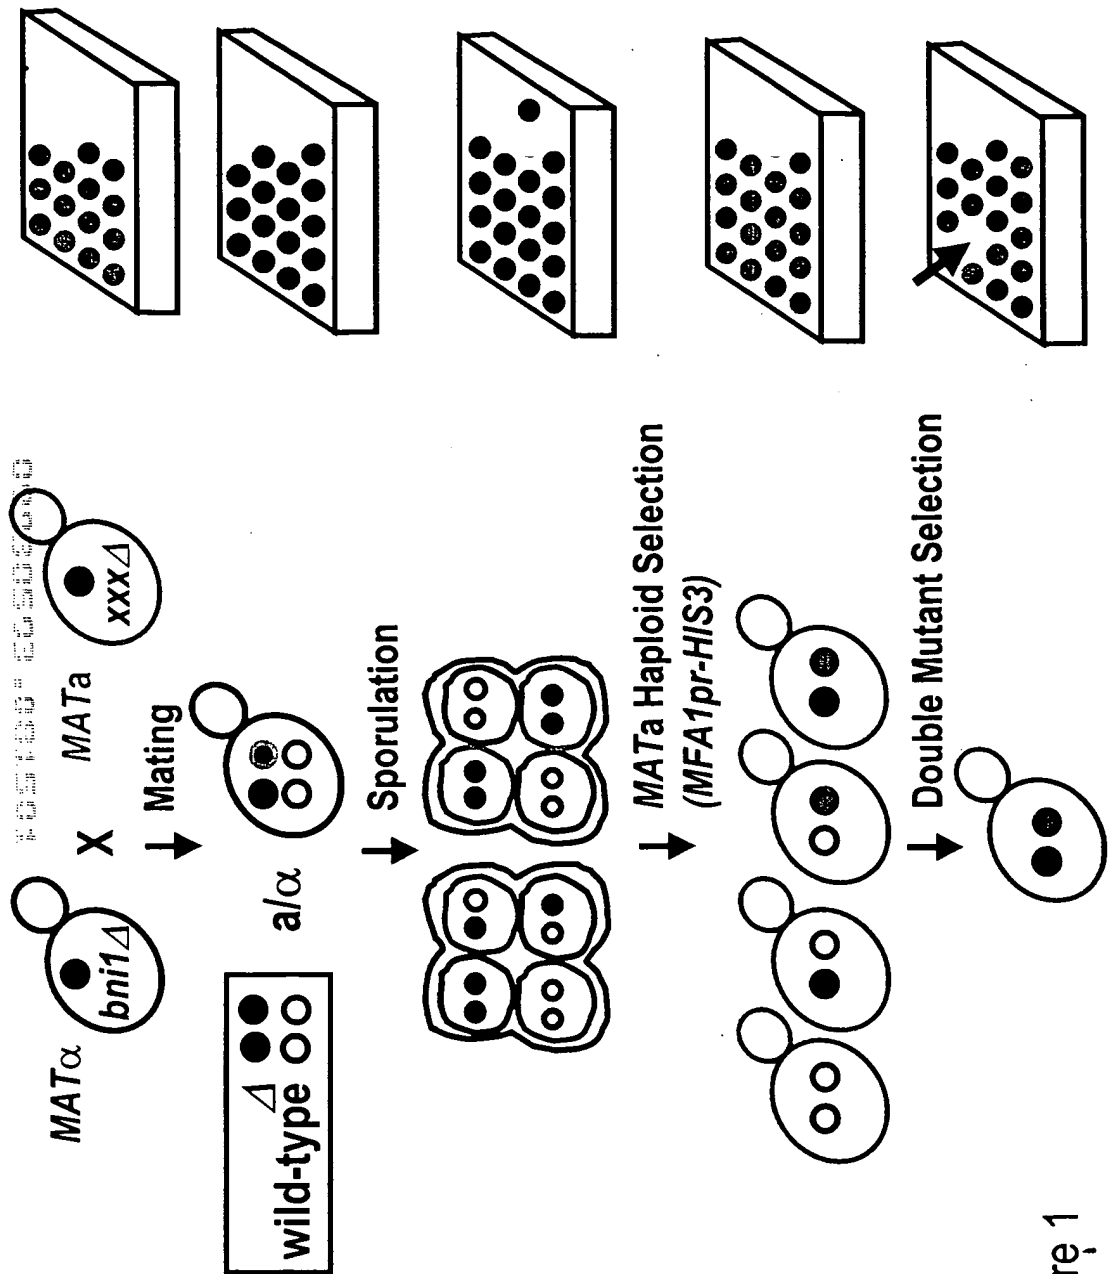 MATα
X
MATa
bni1Δ
xxxΔ
Mating
Δ
wild-type
a/α
Sporulation
MATa Haploid Selection
(MFA1pr-HIS3)
Double Mutant Selection
re 1